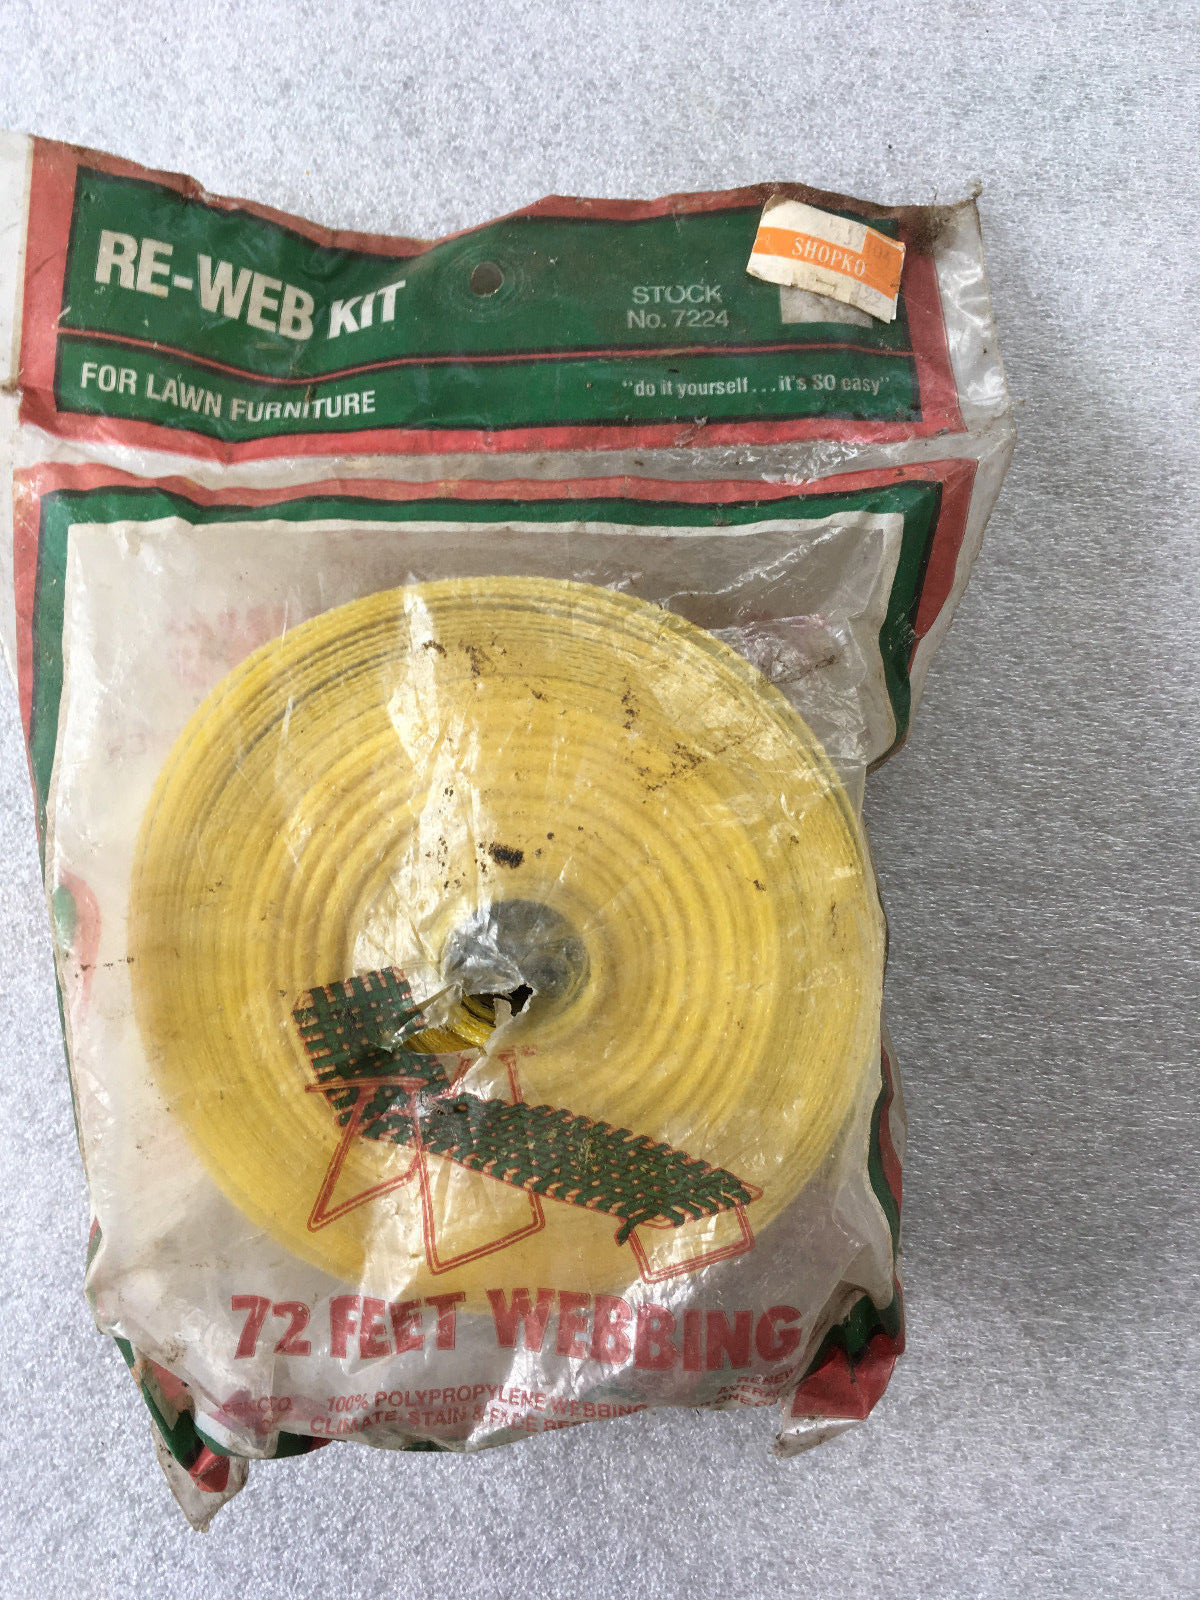 RE-WEB KIT
STOCK
No. 7224
SHOPKO
FOR LAWN FURNITURE
"do it yourself...it's SO easy"
72 FEET WEBBING
100% POLYPROPYLENE WEBBING
CLIMATE, STAIN & FADE